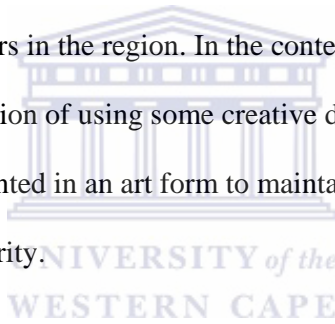 rs in the region. In the conte
ion of using some creative d
nted in an art form to mainta
rity.
UNIVERSITY of the
WESTERN CAPE